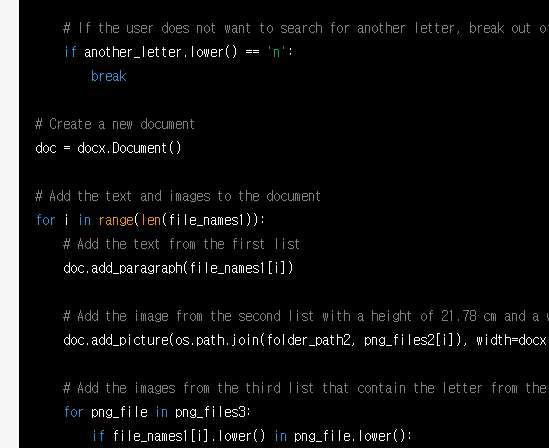 # If the user does not want to search for another letter, break out of
if another_letter.lower() == 'n':
break
# Create a new document
doc = docx.Document()
# Add the text and images to the document
for i in range(len(file_names1)):
# Add the text from the first list
doc.add_paragraph(file_names1[i])
# Add the image from the second list with a height of 21.78 cm and a w
doc.add_picture(os.path.join(folder_path2, png_files2[i]), width=docx
# Add the images from the third list that contain the letter from the
for png_file in png_files3:
if file_names1[i].lower() in png_file.lower():